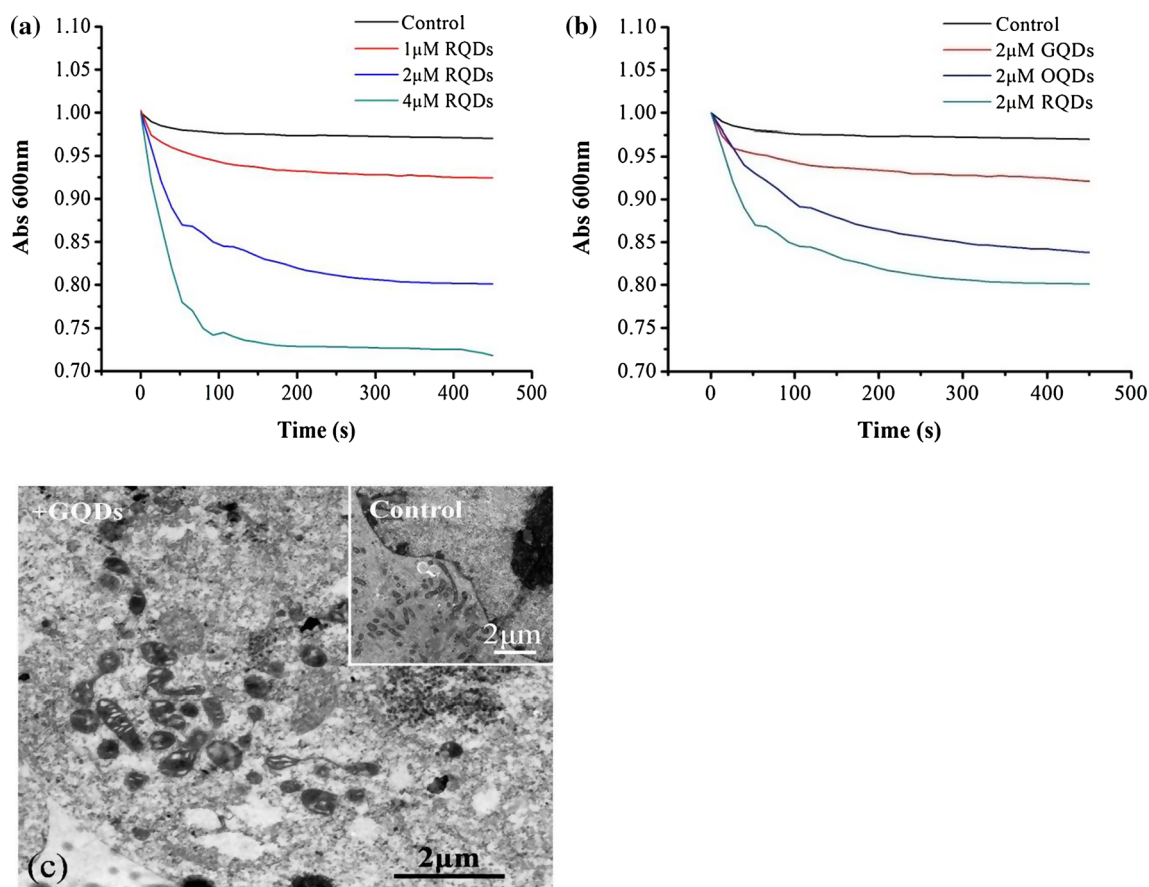 (a)
Control
1μM RQDs
2μM RQDs
4μM RQDs
1.10
1.05
1.00
0.95
0.90
0.85
0.80
0.75
0.70
Abs 600nm
0 100 200 300 400 500
Time (s)
(b)
Control
2μM GQDs
2μM OQDs
2μM RQDs
1.10
1.05
1.00
0.95
0.90
0.85
0.80
0.75
0.70
Abs 600nm
0 100 200 300 400 500
Time (s)
+GQDs
Control
2μm
(c)
2μm